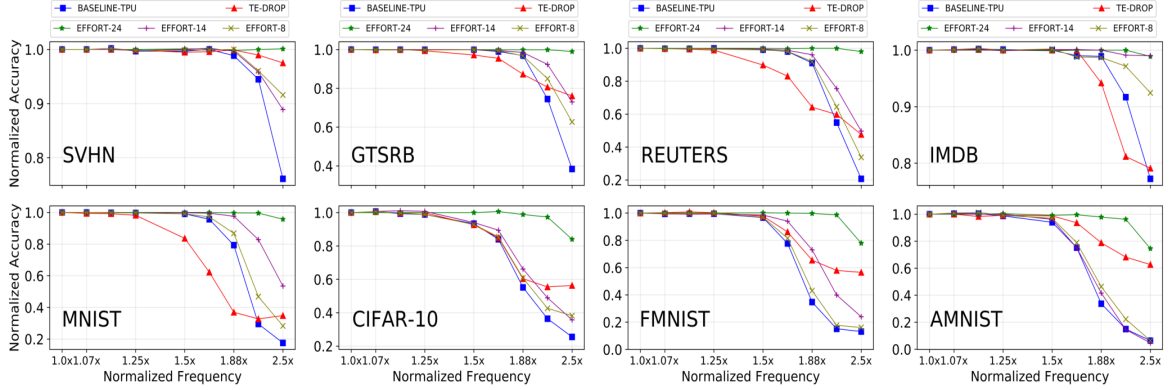 BASELINE-TPU TE-DROP
EFFORT-24 EFFORT-14 EFFORT-8
BASELINE-TPU TE-DROP
EFFORT-24 EFFORT-14 EFFORT-8
BASELINE-TPU TE-DROP
EFFORT-24 EFFORT-14 EFFORT-8
BASELINE-TPU TE-DROP
EFFORT-24 EFFORT-14 EFFORT-8
Normalized Accuracy
1.0
0.9
0.8
SVHN
1.0
0.8
0.6
0.4
GTSRB
1.0
0.8
0.6
0.4
0.2
REUTERS
1.0
0.9
0.8
IMDB
Normalized Accuracy
1.0
0.8
0.6
0.4
0.2
MNIST
1.0x1.07x 1.25x 1.5x 1.88x 2.5x
Normalized Frequency
1.0
0.8
0.6
0.4
0.2
CIFAR-10
1.0x1.07x 1.25x 1.5x 1.88x 2.5x
Normalized Frequency
1.0
0.8
0.6
0.4
0.2
0.0
FMNIST
1.0x1.07x 1.25x 1.5x 1.88x 2.5x
Normalized Frequency
1.0
0.8
0.6
0.4
0.2
0.0
AMNIST
1.0x1.07x 1.25x 1.5x 1.88x 2.5x
Normalized Frequency